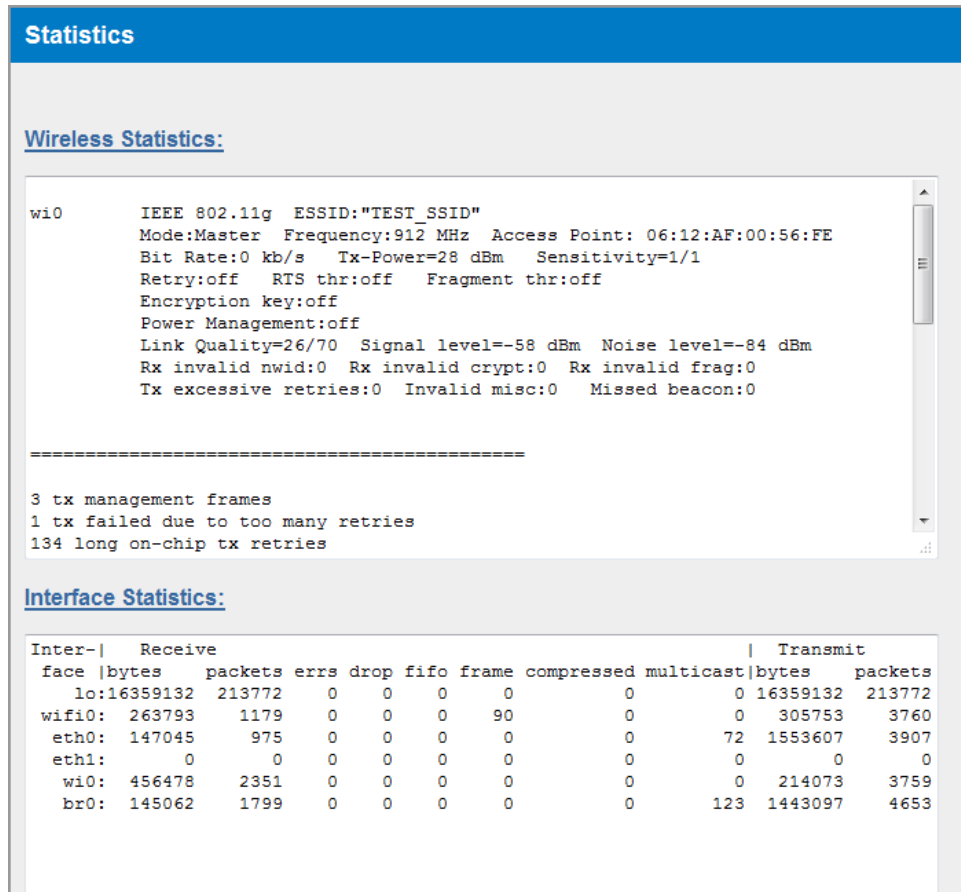 Statistics
Wireless Statistics:
wi0 IEEE 802.11g ESSID:"TEST_SSID"
Mode:Master Frequency:912 MHz Access Point: 06:12:AF:00:56:FE
Bit Rate:0 kb/s Tx-Power=28 dBm Sensitivity=1/1
Retry:off RTS thr:off Fragment thr:off
Encryption key:off
Power Management:off
Link Quality=26/70 Signal level=-58 dBm Noise level=-84 dBm
Rx invalid nwid:0 Rx invalid crypt:0 Rx invalid frag:0
Tx excessive retries:0 Invalid misc:0 Missed beacon:0
=============================================
3 tx management frames
1 tx failed due to too many retries
134 long on-chip tx retries
Interface Statistics:
Inter-| Receive | Transmit
face |bytes packets errs drop fifo frame compressed multicast|bytes packets
lo:16359132 213772 0 0 0 0 0 0 16359132 213772
wifi0: 263793 1179 0 0 0 90 0 0 305753 3760
eth0: 147045 975 0 0 0 0 0 72 1553607 3907
eth1: 0 0 0 0 0 0 0 0 0 0
wi0: 456478 2351 0 0 0 0 0 0 214073 3759
br0: 145062 1799 0 0 0 0 0 123 1443097 4653